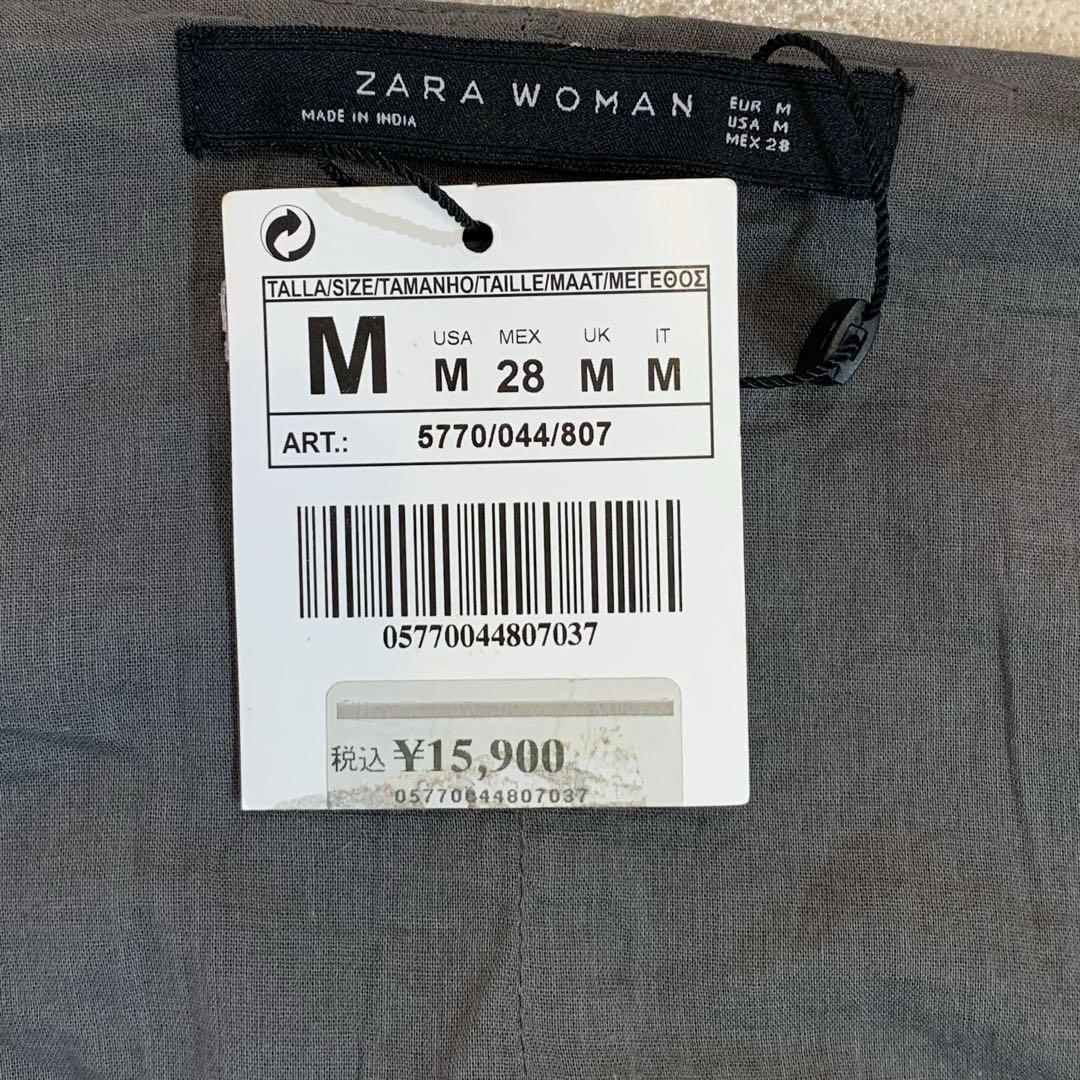 ZARA WOMAN
MADE IN INDIA
EUR M
USA M
MEX 28
TALLA/SIZE/TAMANHO/TAILLE/MAAT/ΜΕΓΕΘΟΣ
M
USA MEX UK IT
M 28 M M
ART.: 5770/044/807
05770044807037
税込 ¥15,900
05770044807037